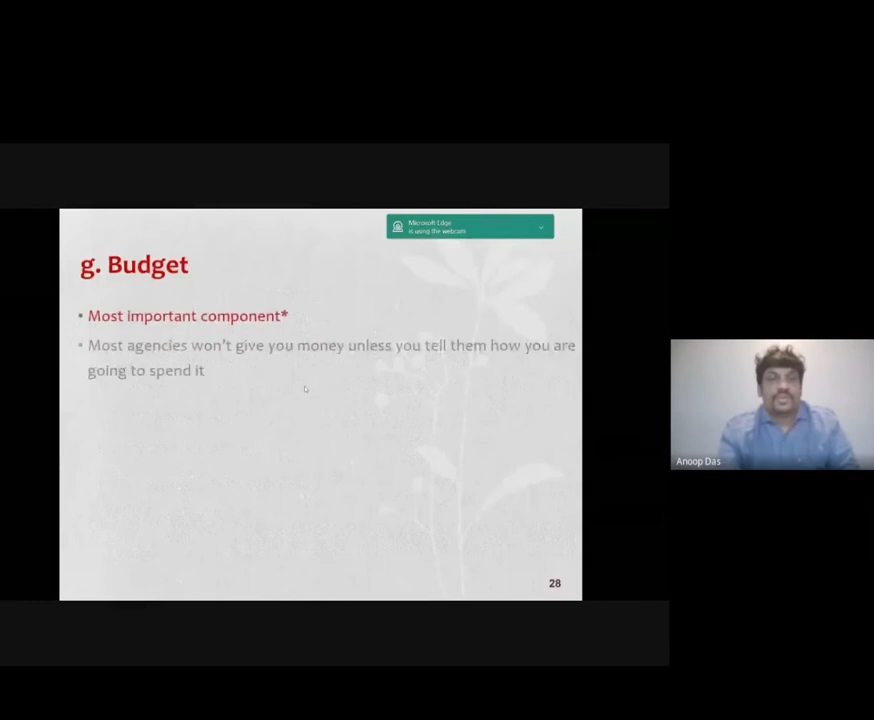 Microsoft Edge
is using the webcam
g. Budget
• Most important component*
• Most agencies won't give you money unless you tell them how you are
going to spend it
28
Anoop Das